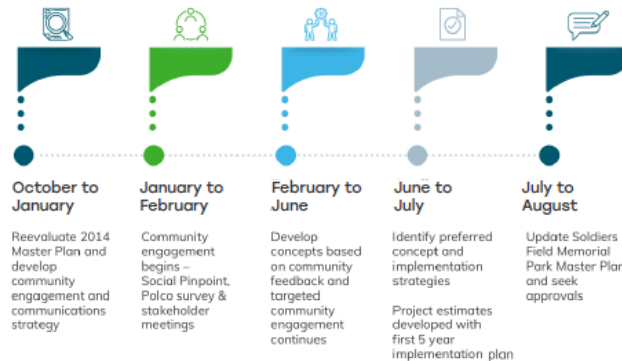 October to
January
Reevaluate 2014
Master Plan and
develop
community
engagement and
communications
strategy
January to
February
Community
engagement
begins –
Social Pinpoint,
Polco survey &
stakeholder
meetings
February to
June
Develop
concepts based
on community
feedback and
targeted
community
engagement
continues
June to
July
Identify preferred
concept and
implementation
strategies
Project estimates
developed with
first 5 year
implementation plan
July to
August
Update Soldiers
Field Memorial
Park Master Plan
and seek
approvals